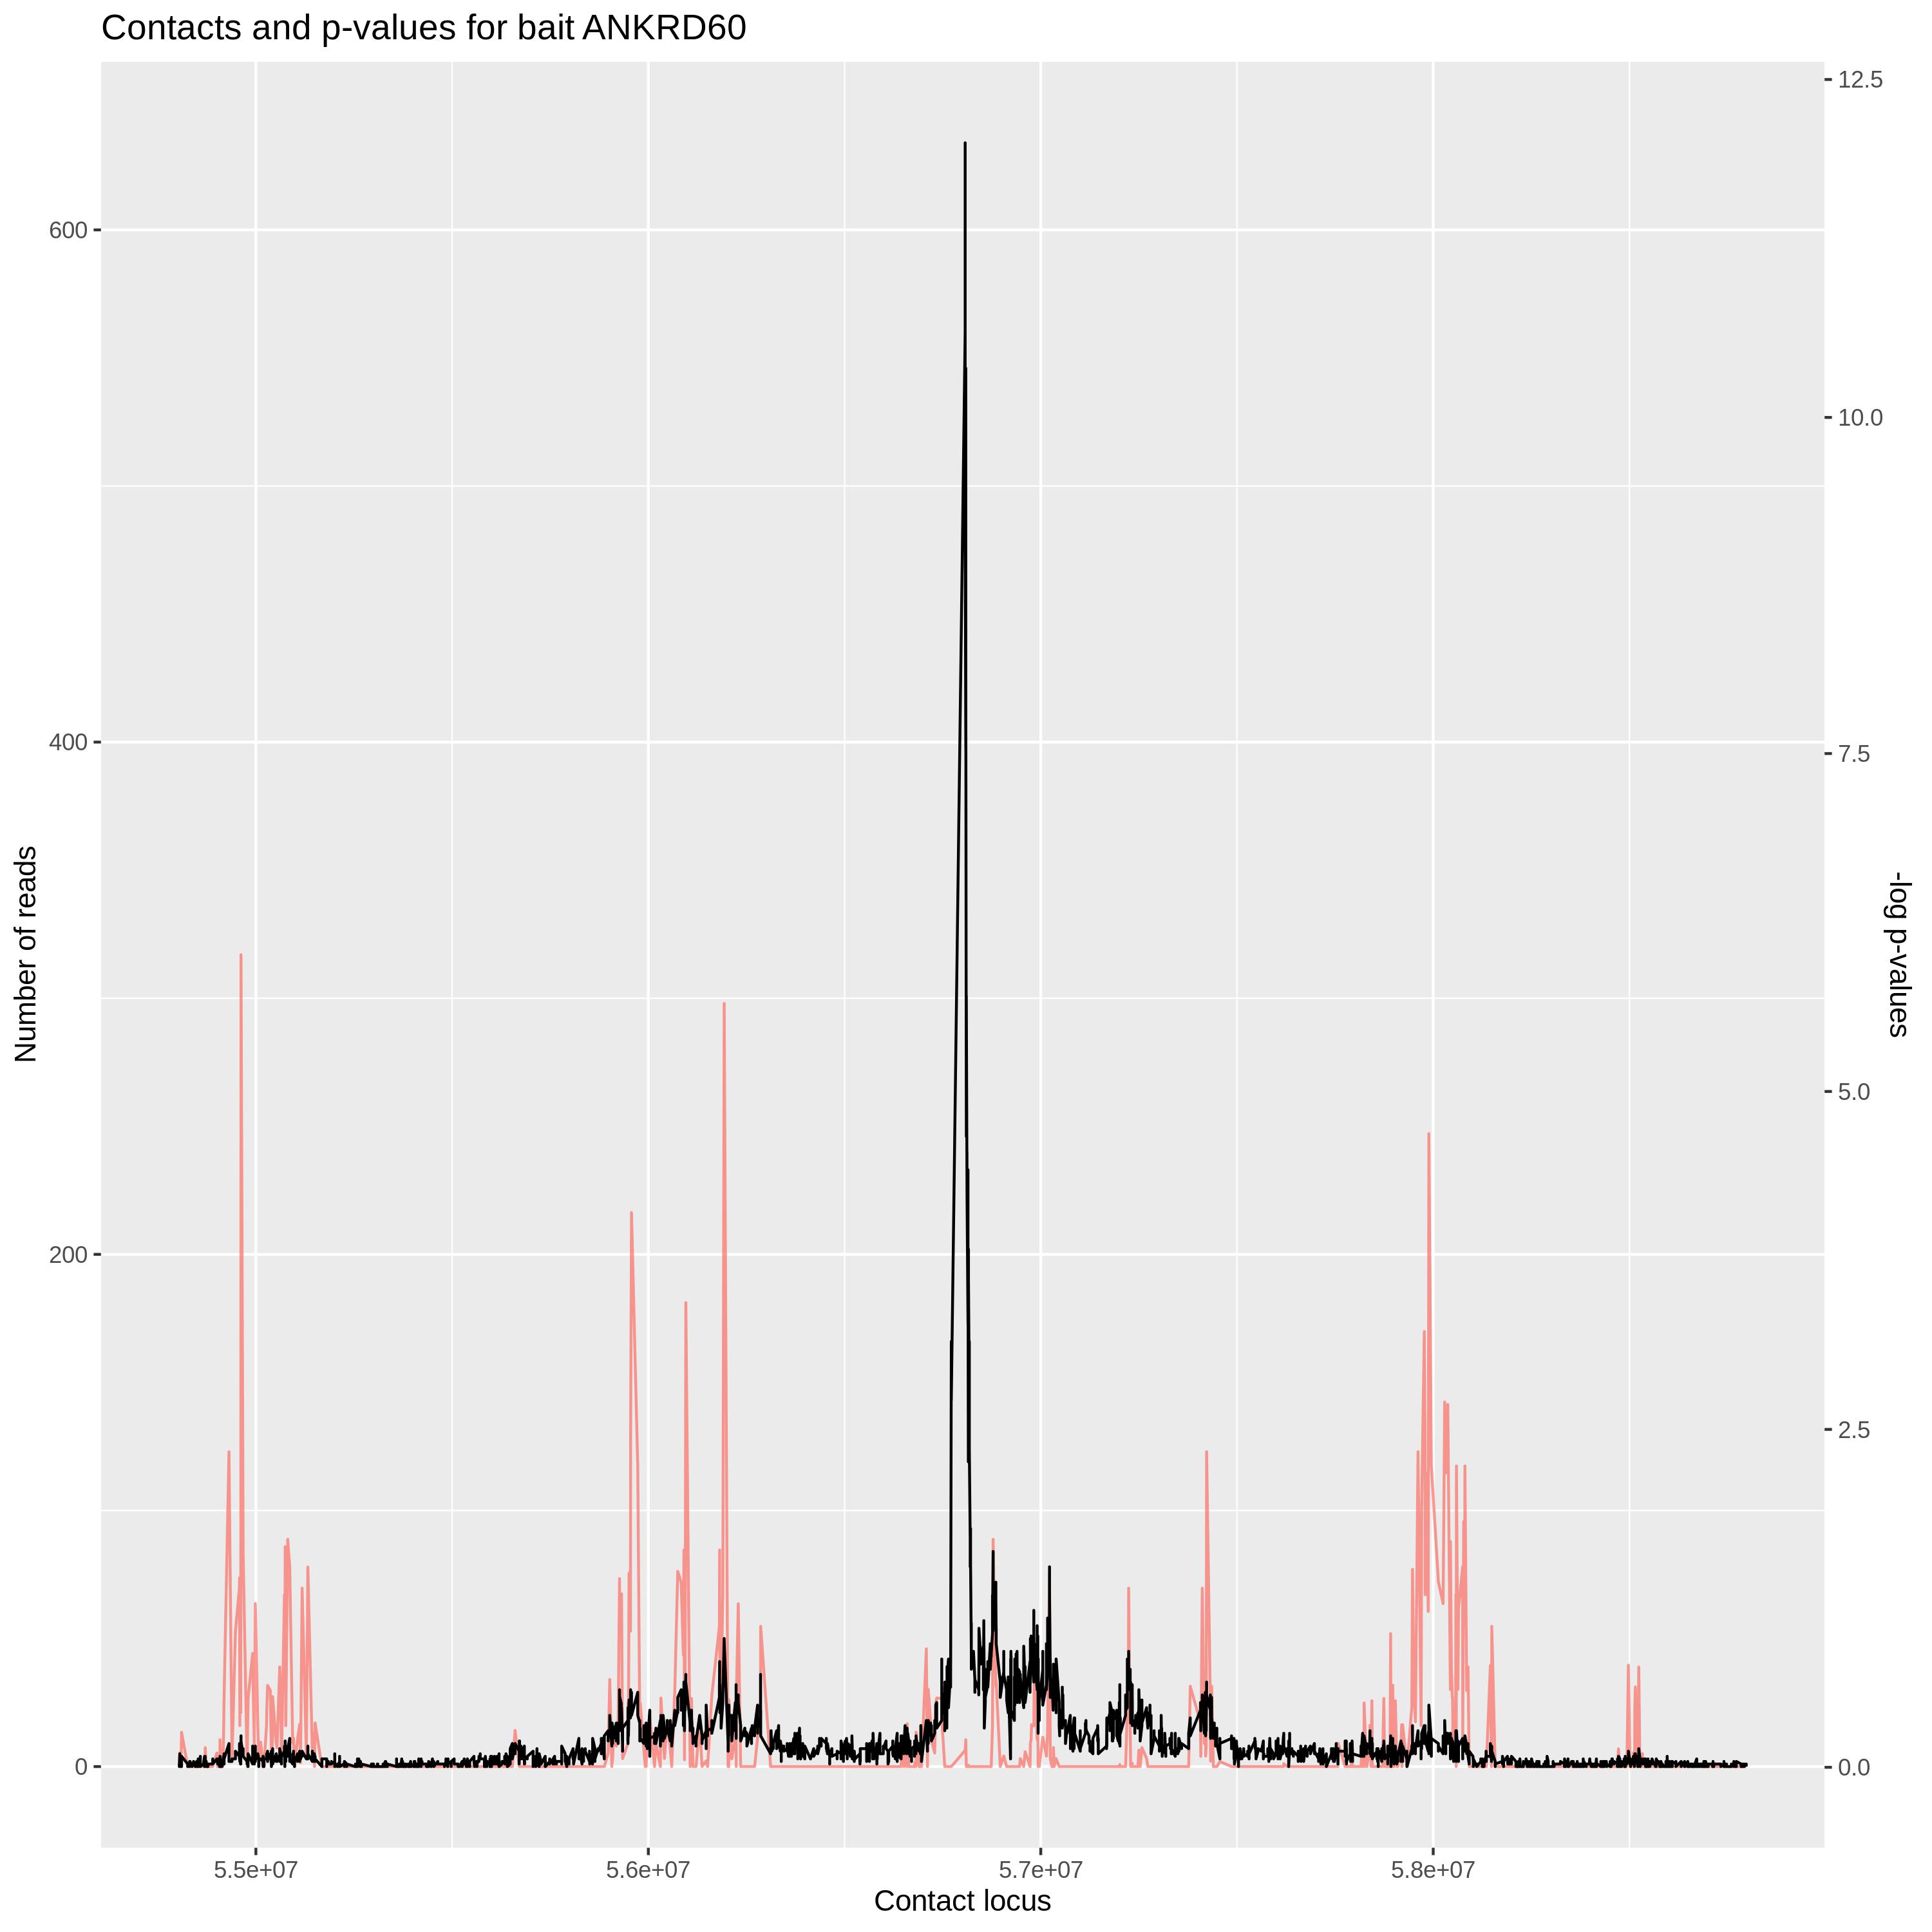 Contacts and p-values for bait ANKRD60
12.5
600
10.0
400
7.5
Number of reads
-log p-values
5.0
200
2.5
0
0.0
5.5e+07
5.6e+07
5.7e+07
5.8e+07
Contact locus